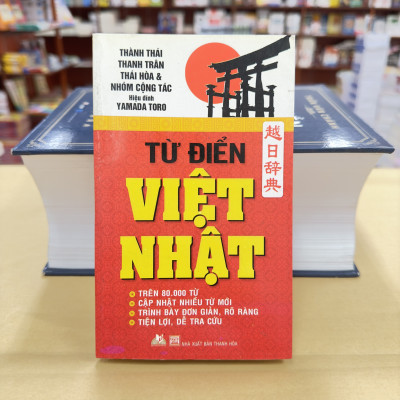 THÀNH THÁI
THANH TRÂN
THÁI HÒA &
NHÓM CỘNG TÁC
Hiệu đính
YAMADA TORO
越日辞典
TỪ ĐIỂN
VIỆT
NHẬT
TRÊN 80.000 TỪ
CẬP NHẬT NHIỀU TỪ MỚI
TRÌNH BÀY ĐƠN GIẢN, RÕ RÀNG
TIỆN LỢI, DỄ TRA CỨU
NHÀ XUẤT BẢN THANH HÓA